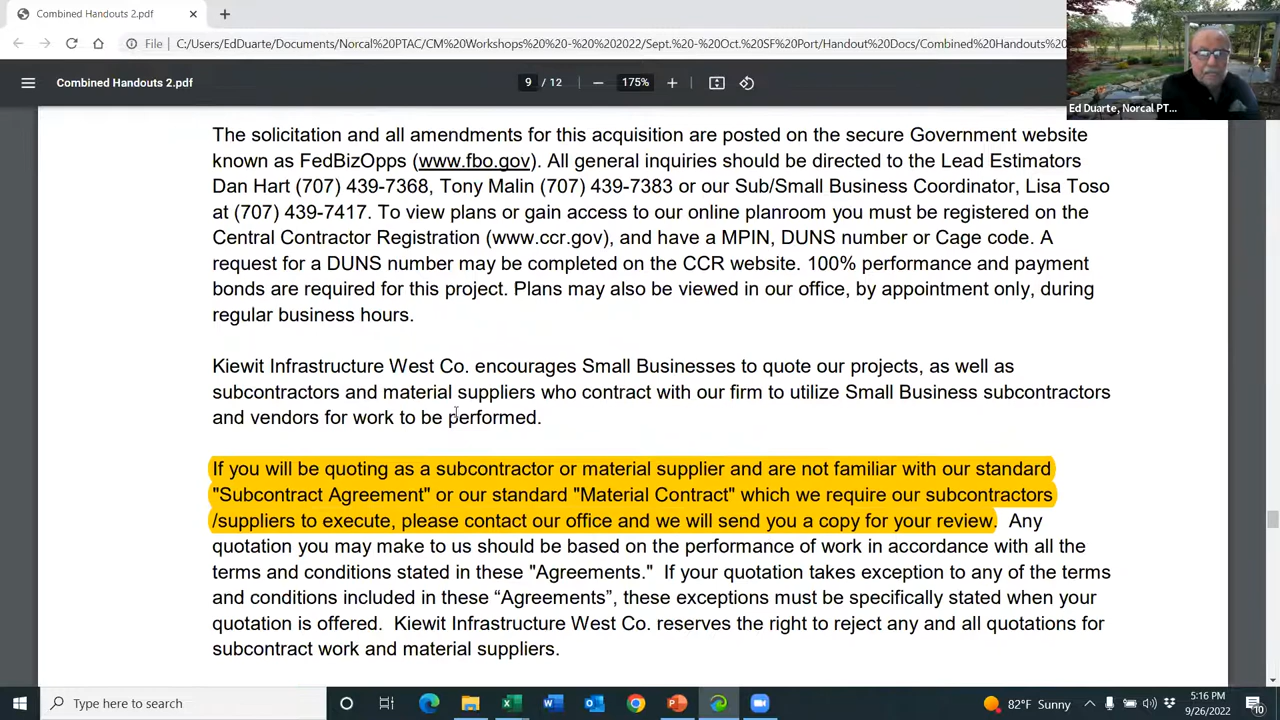 Combined Handouts 2.pdf
File
C:/Users/EdDuarte/Documents/Norcal%20PTAC/CM%20Workshops%20%20-%20%202022/Sept.%20-%20Oct.%20SF%20Port/Handout%20Docs/Combined%20Handouts%20
Combined Handouts 2.pdf
9 / 12
175%
Ed Duarte, Norcal PT...
The solicitation and all amendments for this acquisition are posted on the secure Government website
known as FedBizOpps (www.fbo.gov). All general inquiries should be directed to the Lead Estimators
Dan Hart (707) 439-7368, Tony Malin (707) 439-7383 or our Sub/Small Business Coordinator, Lisa Toso
at (707) 439-7417. To view plans or gain access to our online planroom you must be registered on the
Central Contractor Registration (www.ccr.gov), and have a MPIN, DUNS number or Cage code. A
request for a DUNS number may be completed on the CCR website. 100% performance and payment
bonds are required for this project. Plans may also be viewed in our office, by appointment only, during
regular business hours.
Kiewit Infrastructure West Co. encourages Small Businesses to quote our projects, as well as
subcontractors and material suppliers who contract with our firm to utilize Small Business subcontractors
and vendors for work to be performed.
If you will be quoting as a subcontractor or material supplier and are not familiar with our standard
"Subcontract Agreement" or our standard "Material Contract" which we require our subcontractors
/suppliers to execute, please contact our office and we will send you a copy for your review. Any
quotation you may make to us should be based on the performance of work in accordance with all the
terms and conditions stated in these "Agreements." If your quotation takes exception to any of the terms
and conditions included in these “Agreements”, these exceptions must be specifically stated when your
quotation is offered. Kiewit Infrastructure West Co. reserves the right to reject any and all quotations for
subcontract work and material suppliers.
Type here to search
82°F Sunny
5:16 PM
9/26/2022
10